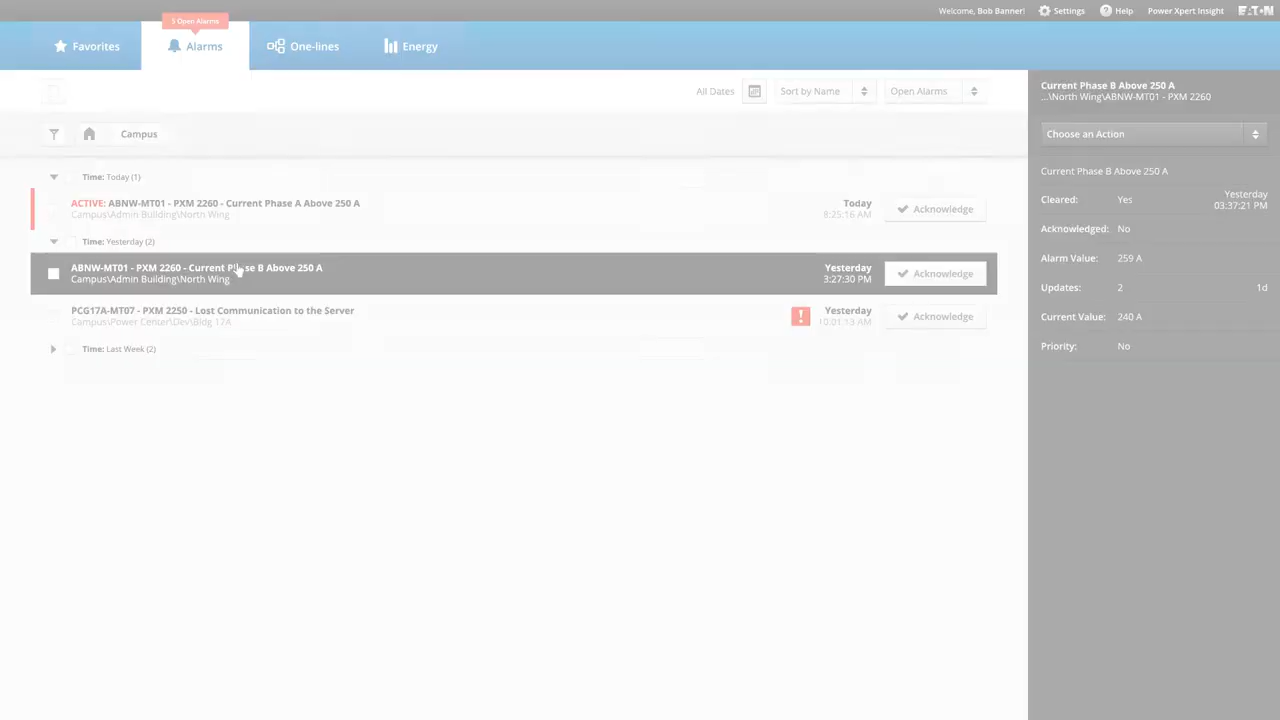 Welcome, Bob Banner! Settings Help Power Xpert Insight EATON
5 Open Alarms
Favorites Alarms One-lines Energy
All Dates Sort by Name Open Alarms
Campus
Time: Today (1)
ACTIVE: ABNW-MT01 - PXM 2260 - Current Phase A Above 250 A Today
Campus\Admin Building\North Wing 8:25:16 AM Acknowledge
Time: Yesterday (2)
ABNW-MT01 - PXM 2260 - Current Phase B Above 250 A Yesterday
Campus\Admin Building\North Wing 3:27:30 PM Acknowledge
PCG17A-MT07 - PXM 2250 - Lost Communication to the Server Yesterday
Campus\Power Center\Dev\Bldg 17A ! 10:01:13 AM Acknowledge
Time: Last Week (2)
Current Phase B Above 250 A
...\North Wing\ABNW-MT01 - PXM 2260
Choose an Action
Current Phase B Above 250 A
Cleared: Yes Yesterday
03:37:21 PM
Acknowledged: No
Alarm Value: 259 A
Updates: 2 1d
Current Value: 240 A
Priority: No